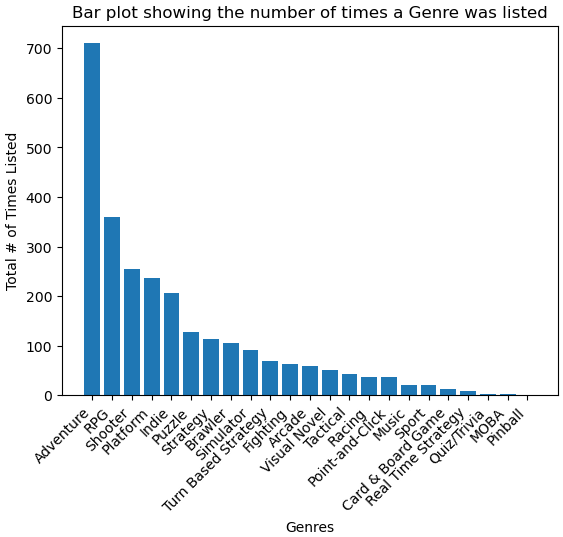 Bar plot showing the number of times a Genre was listed
Total # of Times Listed
700
600
500
400
300
200
100
0
Adventure
RPG
Shooter
Platform
Indie
Puzzle
Strategy
Brawler
Simulator
Turn Based Strategy
Fighting
Arcade
Visual Novel
Tactical
Racing
Point-and-Click
Music
Sport
Card & Board Game
Real Time Strategy
Quiz/Trivia
MOBA
Pinball
Genres